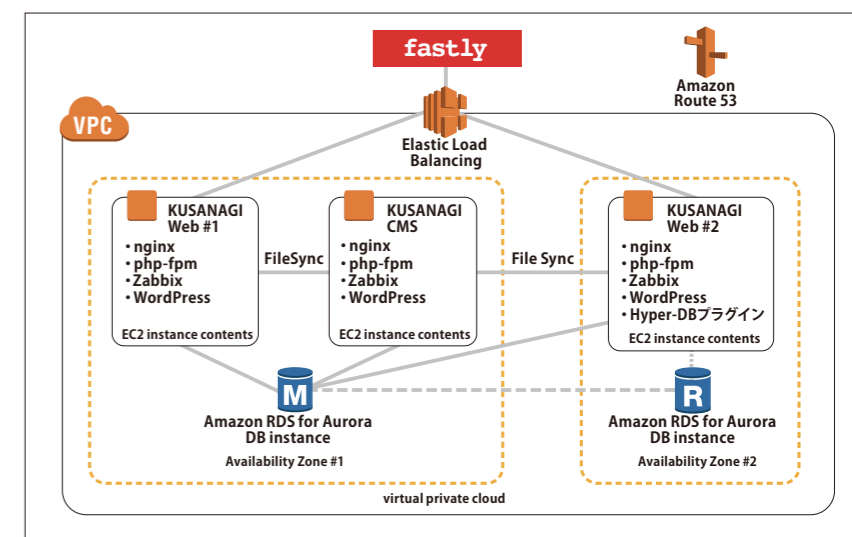 fastly
Amazon
Route 53
VPC
Elastic Load
Balancing
KUSANAGI
Web #1
・nginx
・php-fpm
・Zabbix
・WordPress
EC2 instance contents
FileSync
KUSANAGI
CMS
・nginx
・php-fpm
・Zabbix
・WordPress
EC2 instance contents
File Sync
KUSANAGI
Web #2
・nginx
・php-fpm
・Zabbix
・WordPress
・Hyper-DBプラグイン
EC2 instance contents
M
Amazon RDS for Aurora
DB instance
Availability Zone #1
R
Amazon RDS for Aurora
DB instance
Availability Zone #2
virtual private cloud